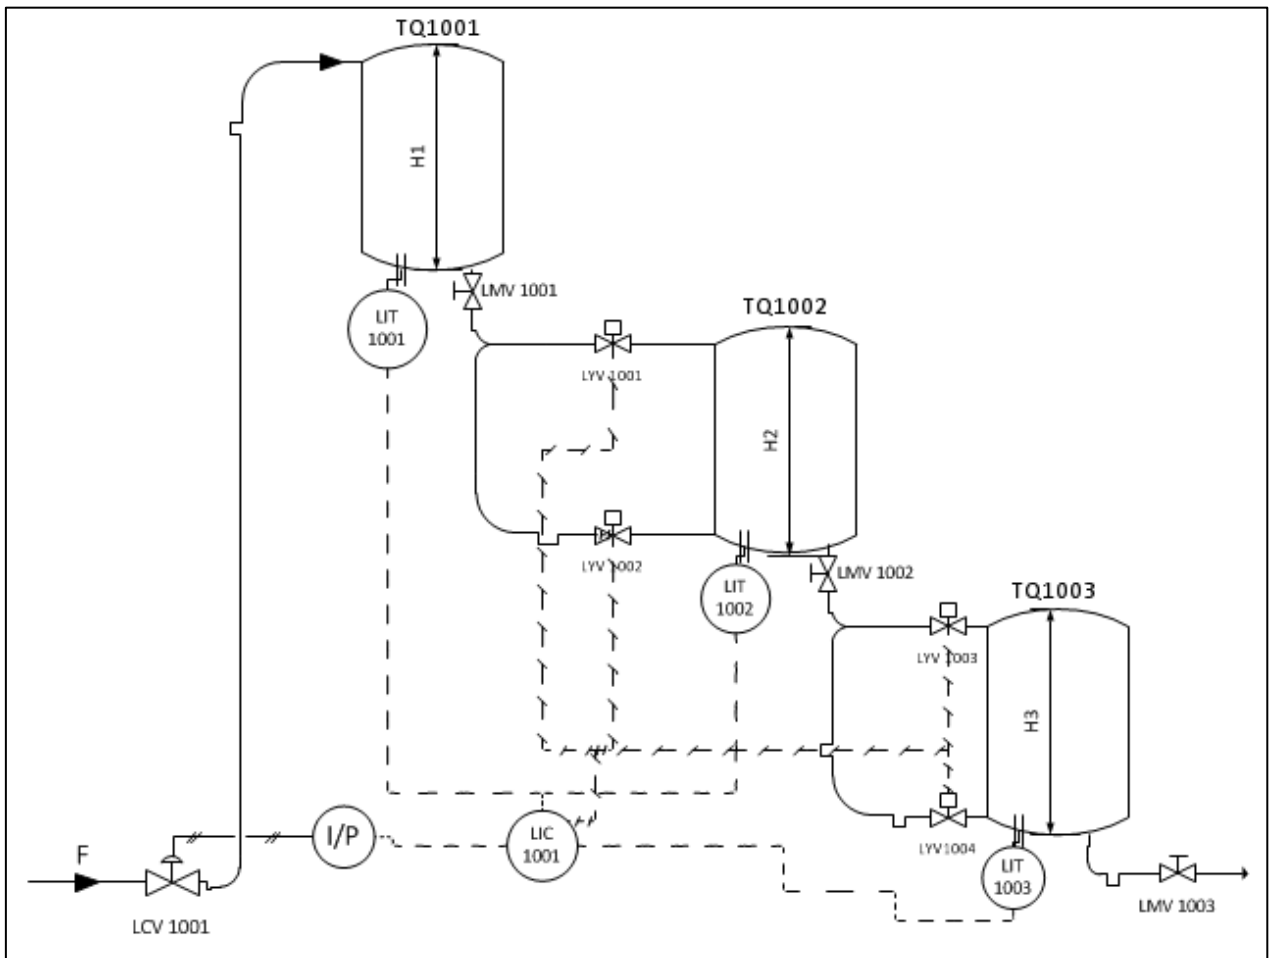 TQ1001
H1
LIT
1001
LMV 1001
TQ1002
LYV 1001
H2
LYV 1002
LIT
1002
LMV 1002
TQ1003
LYV 1003
H3
I/P
LIC
1001
LYV1004
LIT
1003
F
LCV 1001
LMV 1003